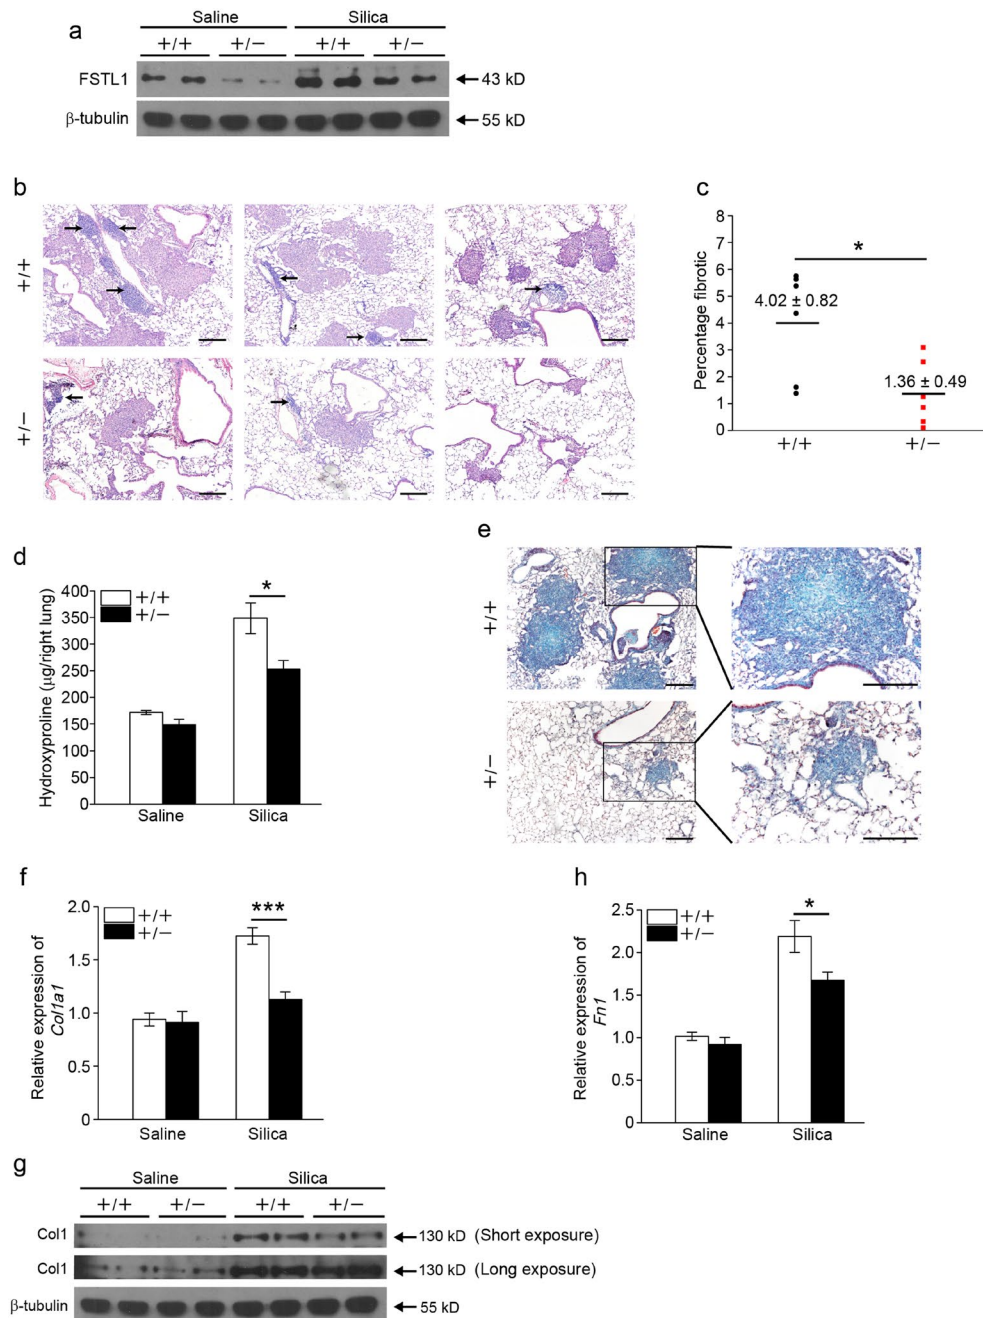 a
Saline Silica
+/+ +/− +/+ +/−
FSTL1 43 kD
β-tubulin 55 kD
b
+/+
+/−
c
Percentage fibrotic
8
7
6
5
4
3
2
1
0
*
4.02 ± 0.82
1.36 ± 0.49
+/+ +/−
d
Hydroxyproline (μg/right lung)
400
350
300
250
200
150
100
50
0
+/+
+/−
*
Saline Silica
e
+/+
+/−
f
Relative expression of
Col1a1
2.0
1.5
1.0
0.5
0
+/+
+/−
***
Saline Silica
h
Relative expression of
Fn1
2.5
2.0
1.5
1.0
0.5
0
+/+
+/−
*
Saline Silica
g
Saline Silica
+/+ +/− +/+ +/−
Col1 130 kD (Short exposure)
Col1 130 kD (Long exposure)
β-tubulin 55 kD